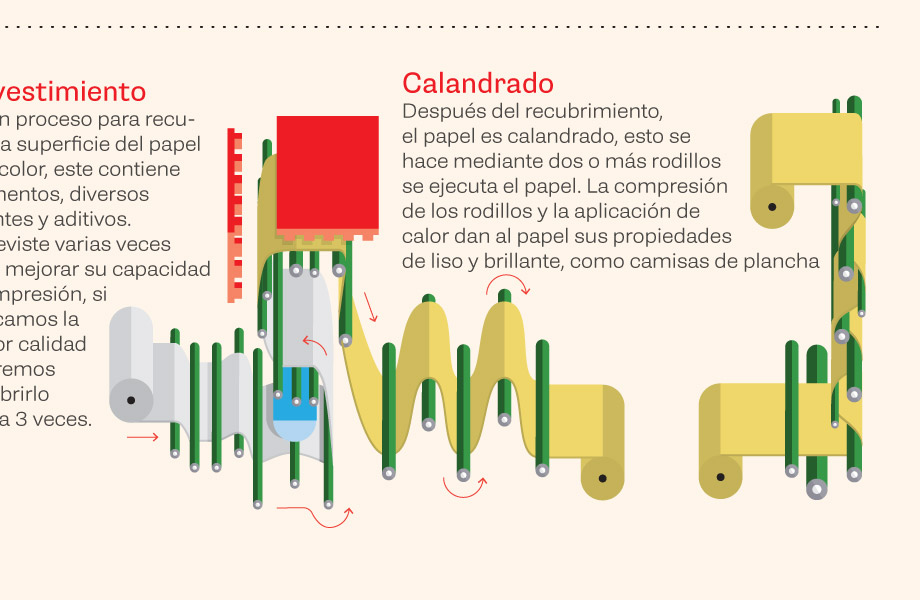 vestimiento
n proceso para recu-
a superficie del papel
color, este contiene
mentos, diversos
ntes y aditivos.
eviste varias veces
mejorar su capacidad
mpresión, si
camos la
or calidad
remos
brirlo
a 3 veces.
Calandrado
Después del recubrimiento,
el papel es calandrado, esto se
hace mediante dos o más rodillos
se ejecuta el papel. La compresión
de los rodillos y la aplicación de
calor dan al papel sus propiedades
de liso y brillante, como camisas de plancha